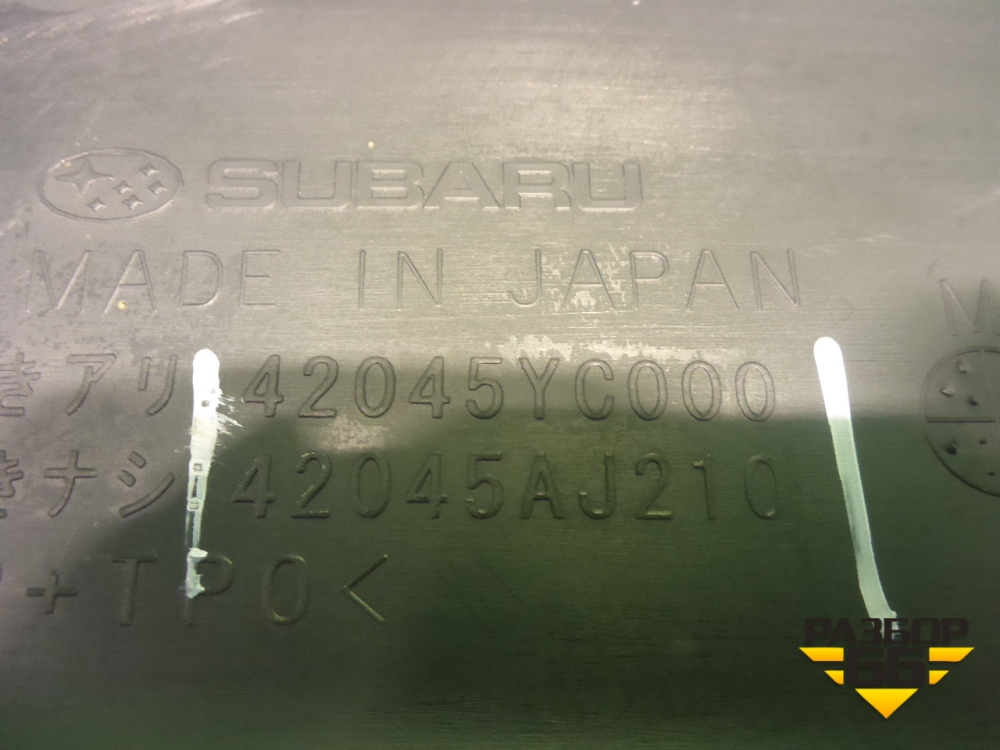 SUBARU
MADE IN JAPAN
きアリ 42045YC000
きナシ 42045AJ210
P+TPO<
M
РАЗБОР
66